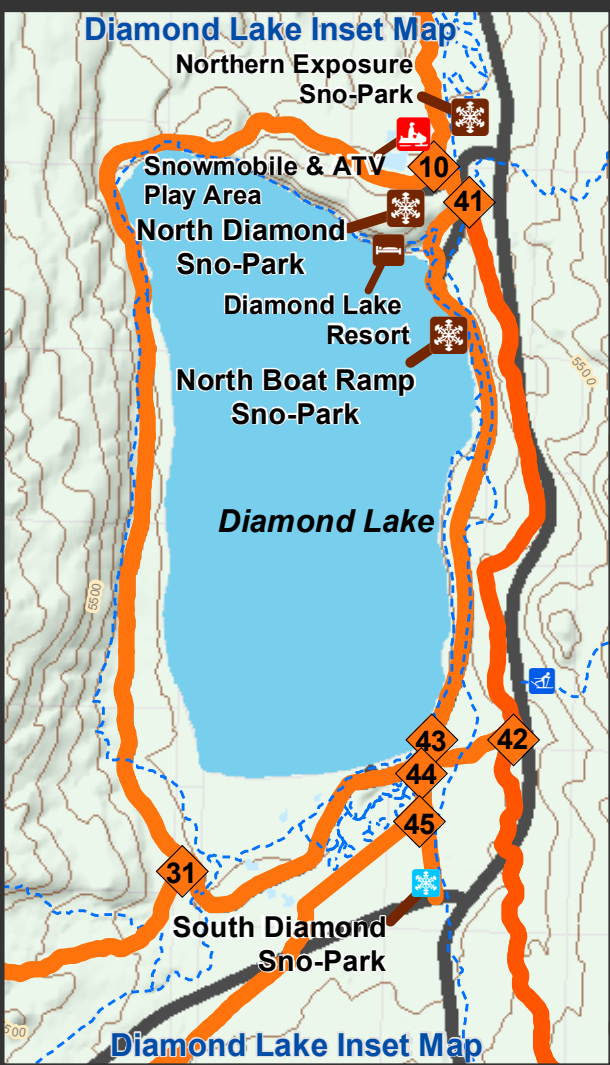 Diamond Lake Inset Map
Northern Exposure
Sno-Park
Snowmobile & ATV
Play Area
10
41
North Diamond
Sno-Park
Diamond Lake
Resort
North Boat Ramp
Sno-Park
5500
Diamond Lake
5500
43
42
44
45
31
South Diamond
Sno-Park
500
Diamond Lake Inset Map